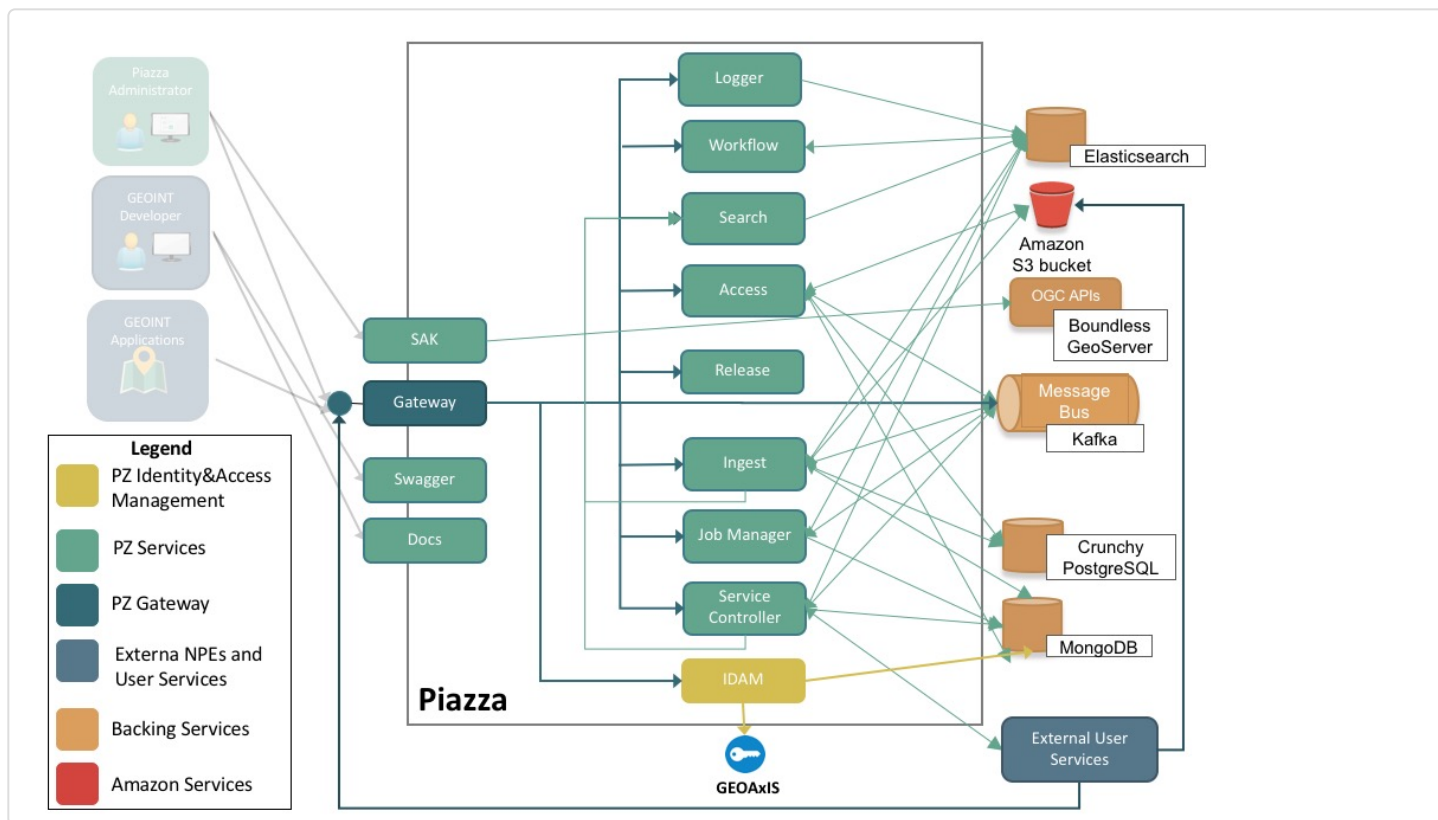 Piazza
Administrator
GEOINT
Developer
GEOINT
Applications
SAK
Gateway
Swagger
Docs
Logger
Workflow
Search
Access
Release
Ingest
Job Manager
Service
Controller
IDAM
Piazza
GEOAxIS
Elasticsearch
Amazon
S3 bucket
OGC APIs
Boundless
GeoServer
Message
Bus
Kafka
Crunchy
PostgreSQL
MongoDB
External User
Services
Legend
PZ Identity&Access
Management
PZ Services
PZ Gateway
Externa NPEs and
User Services
Backing Services
Amazon Services